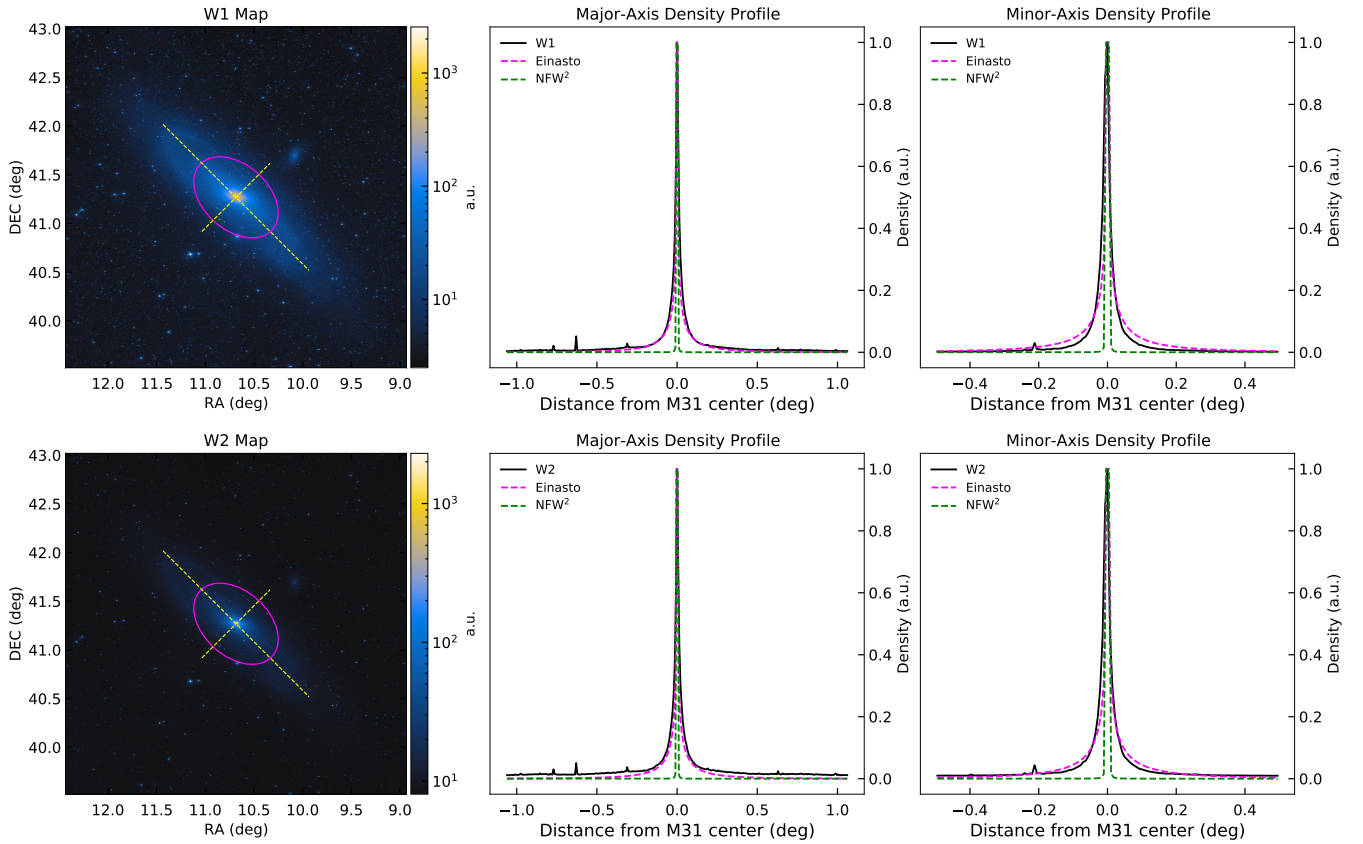 W1 Map
43.0
42.5
42.0
41.5
41.0
40.5
40.0
DEC (deg)
12.0 11.5 11.0 10.5 10.0 9.5 9.0
RA (deg)
10³
10²
10¹
a.u.
Major-Axis Density Profile
W1
Einasto
NFW²
1.0
0.8
0.6
0.4
0.2
0.0
Density (a.u.)
−1.0 −0.5 0.0 0.5 1.0
Distance from M31 center (deg)
Minor-Axis Density Profile
W1
Einasto
NFW²
1.0
0.8
0.6
0.4
0.2
0.0
Density (a.u.)
−0.4 −0.2 0.0 0.2 0.4
Distance from M31 center (deg)
W2 Map
43.0
42.5
42.0
41.5
41.0
40.5
40.0
DEC (deg)
12.0 11.5 11.0 10.5 10.0 9.5 9.0
RA (deg)
10³
10²
10¹
a.u.
Major-Axis Density Profile
W2
Einasto
NFW²
1.0
0.8
0.6
0.4
0.2
0.0
Density (a.u.)
−1.0 −0.5 0.0 0.5 1.0
Distance from M31 center (deg)
Minor-Axis Density Profile
W2
Einasto
NFW²
1.0
0.8
0.6
0.4
0.2
0.0
Density (a.u.)
−0.4 −0.2 0.0 0.2 0.4
Distance from M31 center (deg)